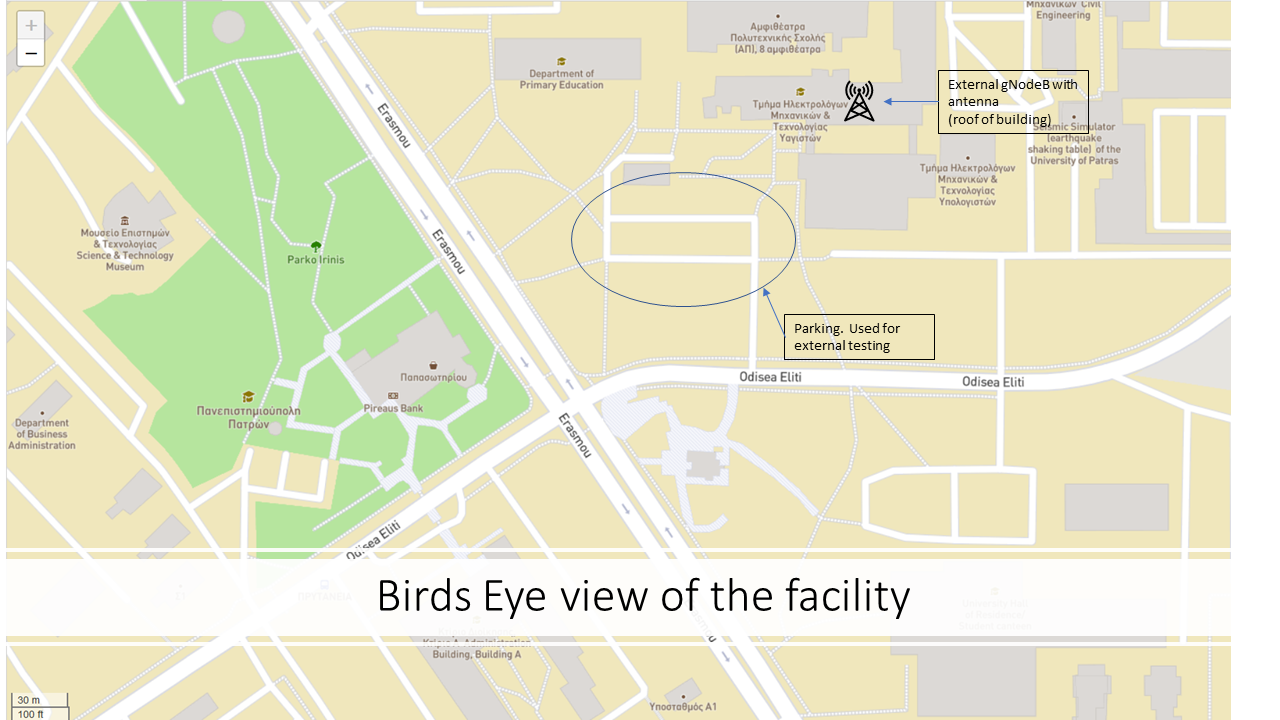 +
−
Αμφιθέατρα
Πολυτεχνικής Σχολής
(ΑΠ), 8 αμφιθέατρα
Μηχανικών Civil
Engineering
Department of
Primary Education
External gNodeB with
antenna
(roof of building)
Τμήμα Ηλεκτρολόγων
Μηχανικών &
Τεχνολογίας
Υαγιστών
Seismic Simulator
(earthquake
shaking table) of the
University of Patras
Τμήμα Ηλεκτρολόγων
Μηχανικών &
Τεχνολογίας
Υπολογιστών
Erasmou
Erasmou
Μουσείο Επιστημών
& Τεχνολογίας
Science & Technology
Museum
Parko Irinis
Parking. Used for
external testing
Παπασωτηρίου
Pireaus Bank
Odisea Eliti
Odisea Eliti
Πανεπιστημιούπολη
Πατρών
Department
of Business
Administration
Erasmou
Odisea Eliti
ΠΡΥΤΑΝΕΙΑ
Birds Eye view of the facility
Κτίριο Α, Administration
Building, Building A
Υποσταθμός Α1
30 m
100 ft